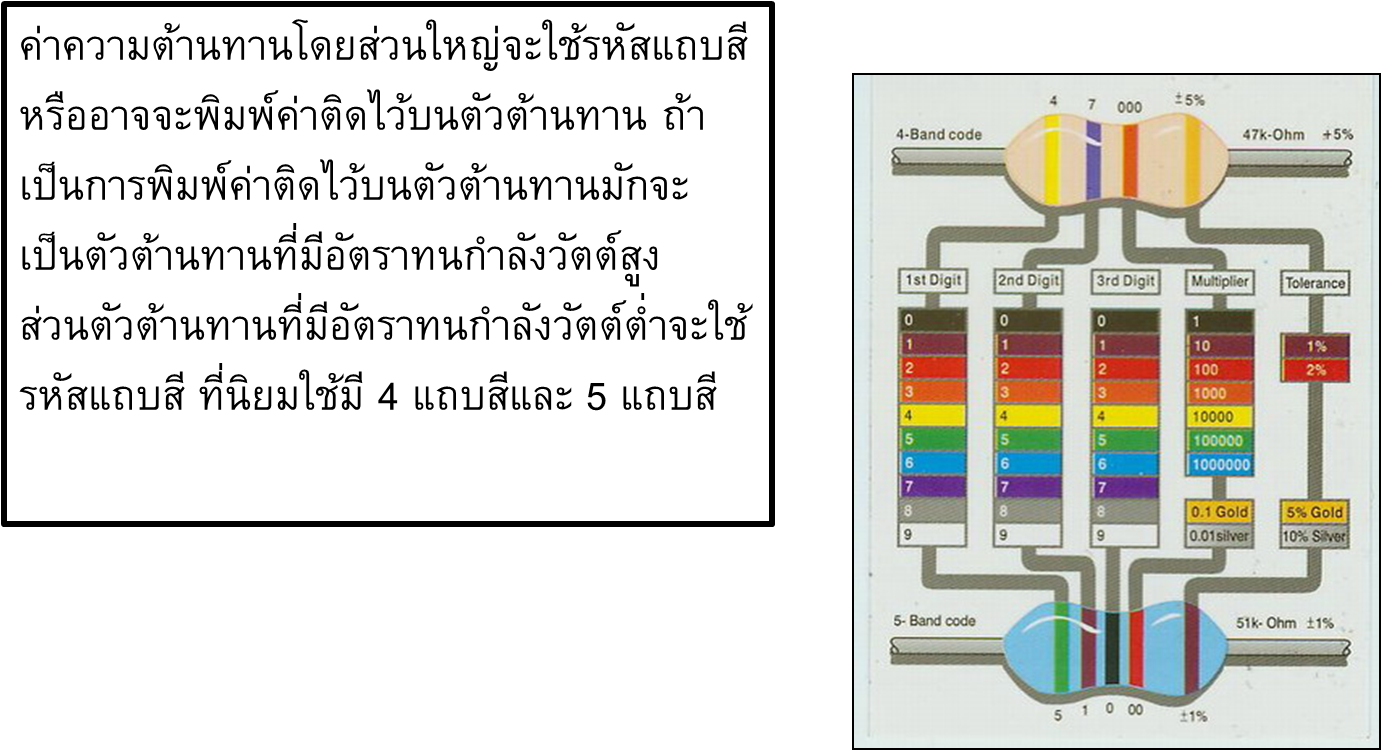 ค่าความต้านทานโดยส่วนใหญ่จะใช้รหัสแถบสี
หรืออาจจะพิมพ์ค่าติดไว้บนตัวต้านทาน ถ้า
เป็นการพิมพ์ค่าติดไว้บนตัวต้านทานมักจะ
เป็นตัวต้านทานที่มีอัตราทนกำลังวัตต์สูง
ส่วนตัวต้านทานที่มีอัตราทนกำลังวัตต์ต่ำจะใช้
รหัสแถบสี ที่นิยมใช้มี 4 แถบสีและ 5 แถบสี
4 7 000 ±5%
4-Band code 47k-Ohm +5%
1st Digit 2nd Digit 3rd Digit Multiplier Tolerance
0 0 0 1
1 1 1 10 1%
2 2 2 100 2%
3 3 3 1000
4 4 4 10000
5 5 5 100000
6 6 6 1000000
7 7 7
8 8 8 0.1 Gold 5% Gold
9 9 9 0.01silver 10% Silver
5- Band code 51k- Ohm ±1%
5 1 0 00 ±1%